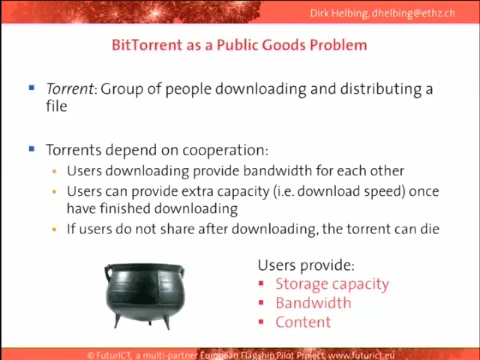 Dirk Helbing, dhelbing@ethz.ch
BitTorrent as a Public Goods Problem
Torrent: Group of people downloading and distributing a
file
Torrents depend on cooperation:
Users downloading provide bandwidth for each other
Users can provide extra capacity (i.e. download speed) once
have finished downloading
If users do not share after downloading, the torrent can die
Users provide:
Storage capacity
Bandwidth
Content
© FuturICT, a multi-partner European Flagship Pilot Project, www.futurict.eu